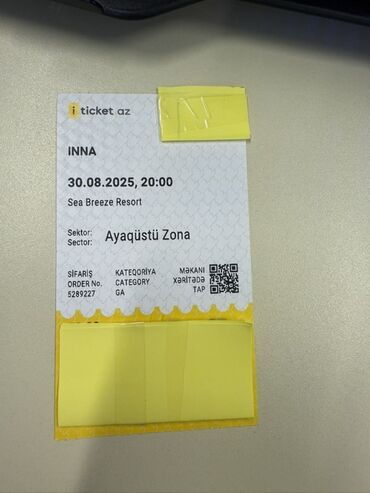 iticket.az
INNA
30.08.2025, 20:00
Sea Breeze Resort
Sektor:
Sector: Ayaqüstü Zona
SİFARİŞ KATEQORİYA MƏKANI
ORDER No. CATEGORY XƏRİTƏDƏ
5289227 GA TAP